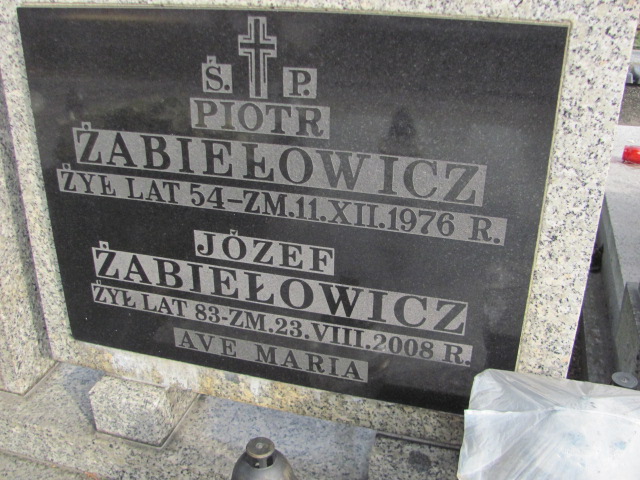 Ś. P.
PIOTR
ŻABIEŁOWICZ
ŻYŁ LAT 54-ZM.11.XII.1976 R.
JÓZEF
ŻABIEŁOWICZ
ŻYŁ LAT 83-ZM.23.VIII.2008 R.
AVE MARIA